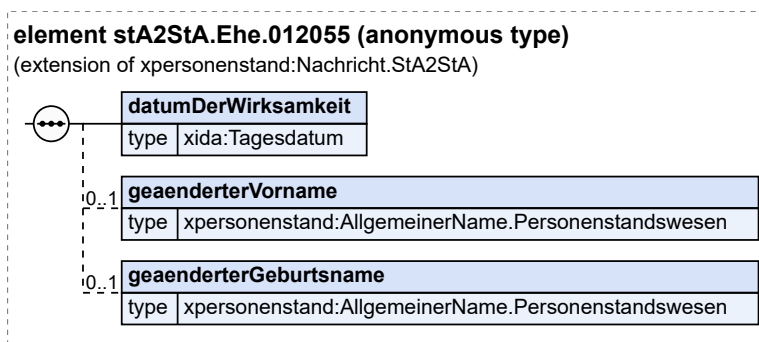 element stA2StA.Ehe.012055 (anonymous type)
(extension of xpersonenstand:Nachricht.StA2StA)
datumDerWirksamkeit
type xida:Tagesdatum
0..1 geaenderterVorname
type xpersonenstand:AllgemeinerName.Personenstandswesen
0..1 geaenderterGeburtsname
type xpersonenstand:AllgemeinerName.Personenstandswesen